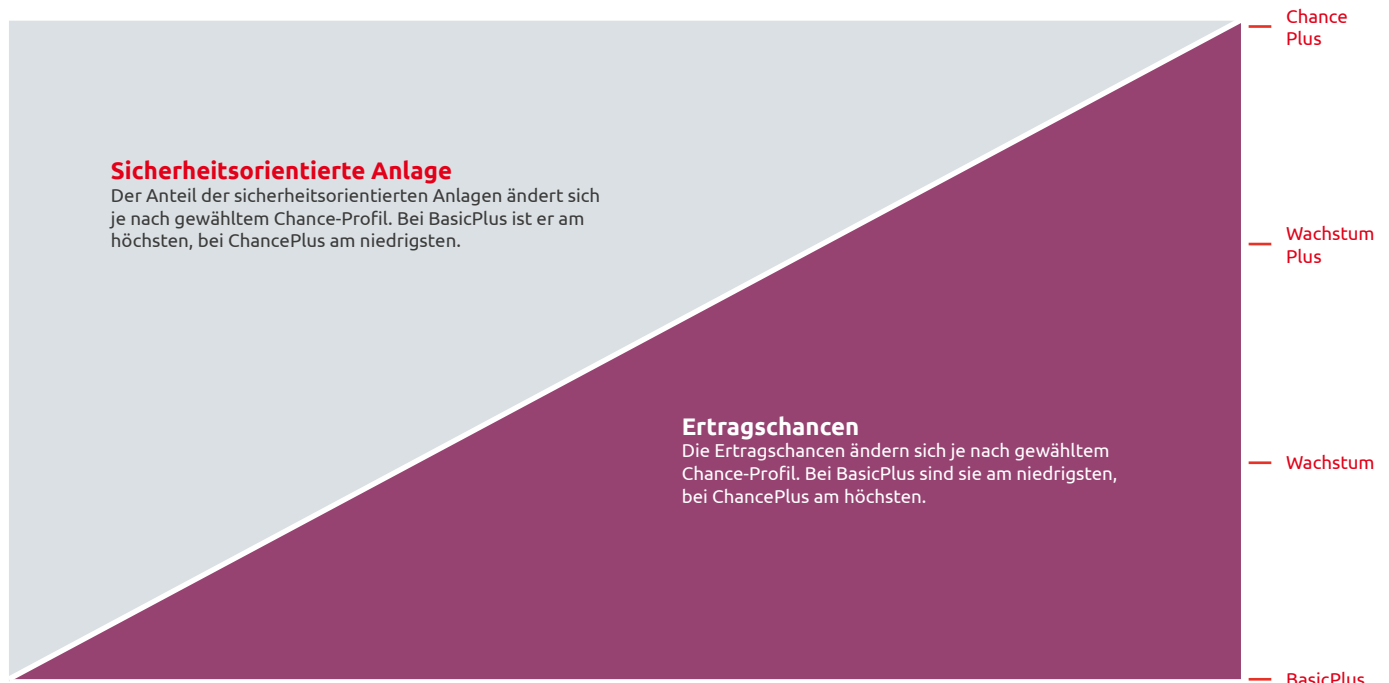 Chance
Plus
Sicherheitsorientierte Anlage
Der Anteil der sicherheitsorientierten Anlagen ändert sich
je nach gewähltem Chance-Profil. Bei BasicPlus ist er am
höchsten, bei ChancePlus am niedrigsten.
Wachstum
Plus
Ertragschancen
Die Ertragschancen ändern sich je nach gewähltem
Chance-Profil. Bei BasicPlus sind sie am niedrigsten,
bei ChancePlus am höchsten.
Wachstum
BasicPlus